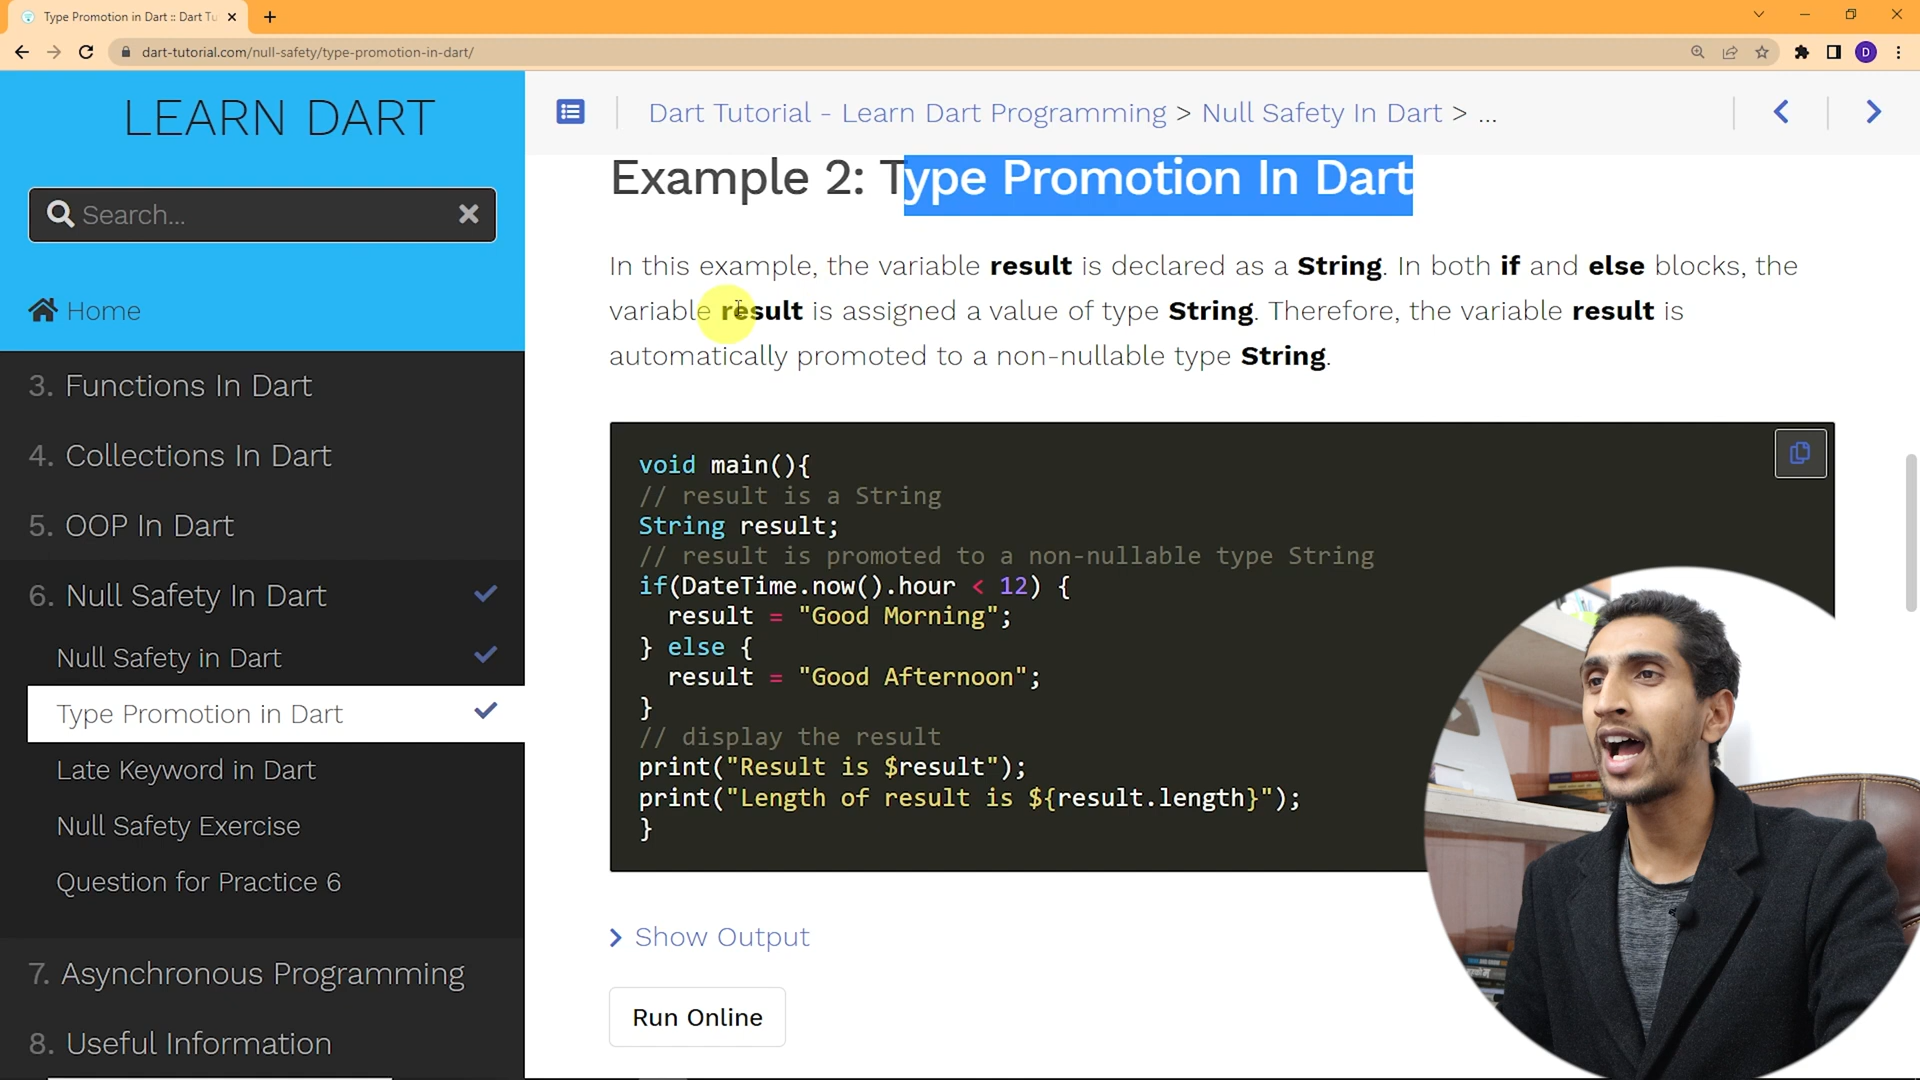 Type Promotion in Dart :: Dart Tu
dart-tutorial.com/null-safety/type-promotion-in-dart/
D
LEARN DART
Search...
Home
3. Functions In Dart
4. Collections In Dart
5. OOP In Dart
6. Null Safety In Dart
Null Safety in Dart
Type Promotion in Dart
Late Keyword in Dart
Null Safety Exercise
Question for Practice 6
7. Asynchronous Programming
8. Useful Information
Dart Tutorial - Learn Dart Programming > Null Safety In Dart > ...
Example 2: Type Promotion In Dart
In this example, the variable result is declared as a String. In both if and else blocks, the
variable result is assigned a value of type String. Therefore, the variable result is
automatically promoted to a non-nullable type String.
void main(){
// result is a String
String result;
// result is promoted to a non-nullable type String
if(DateTime.now().hour < 12) {
result = "Good Morning";
} else {
result = "Good Afternoon";
}
// display the result
print("Result is $result");
print("Length of result is ${result.length}");
}
Show Output
Run Online